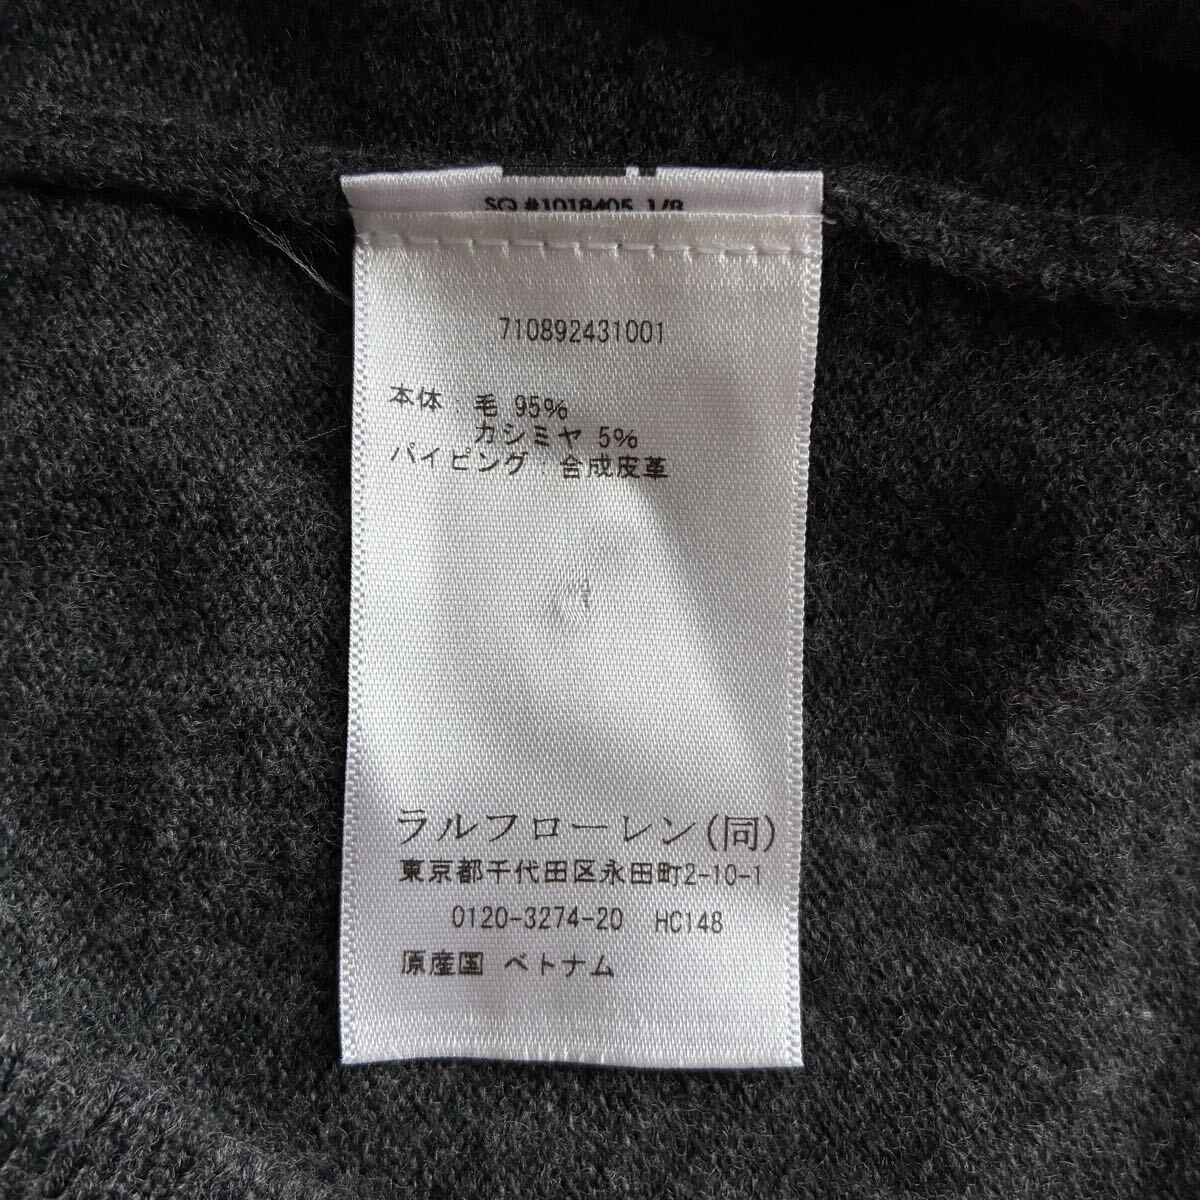 SQ #1018405 1/8
710892431001
本体:毛 95%
カシミヤ 5%
パイピング:合成皮革
ラルフローレン(同)
東京都千代田区永田町2-10-1
0120-3274-20 HC148
原産国 ベトナム